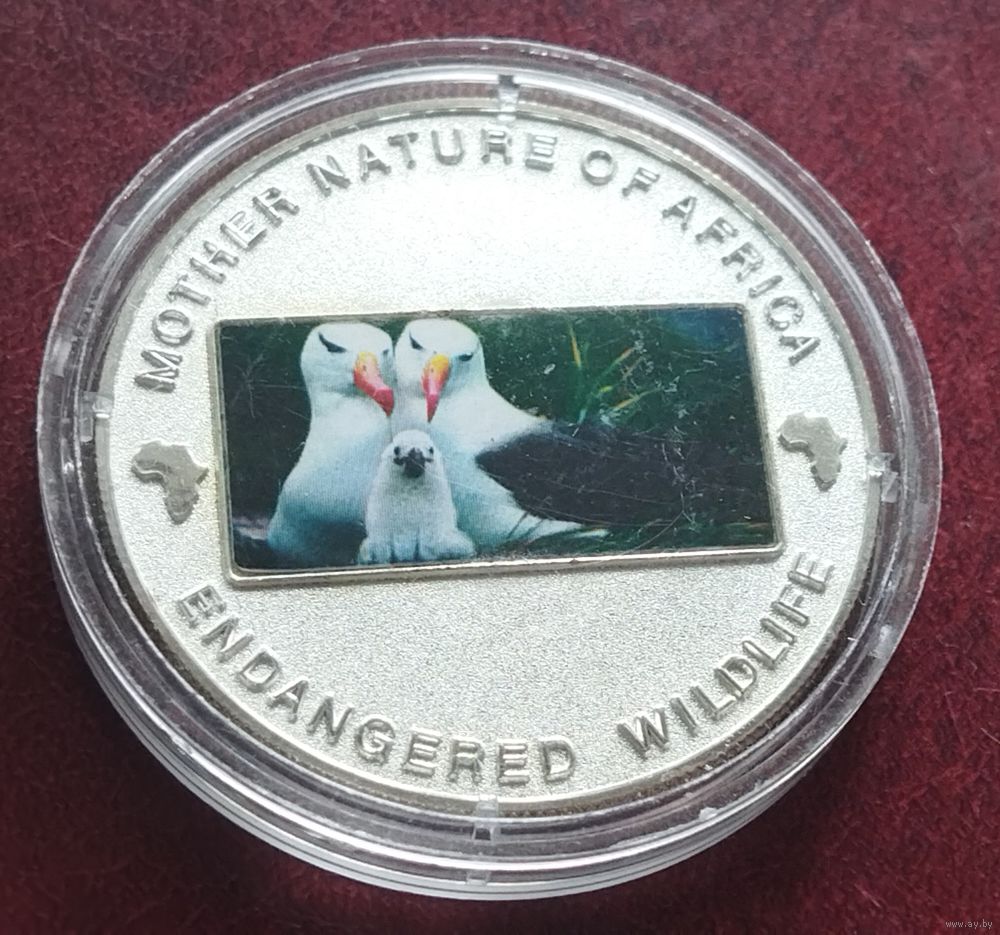 MOTHER NATURE OF AFRICA
ENDANGERED WILDLIFE
www.ay.by